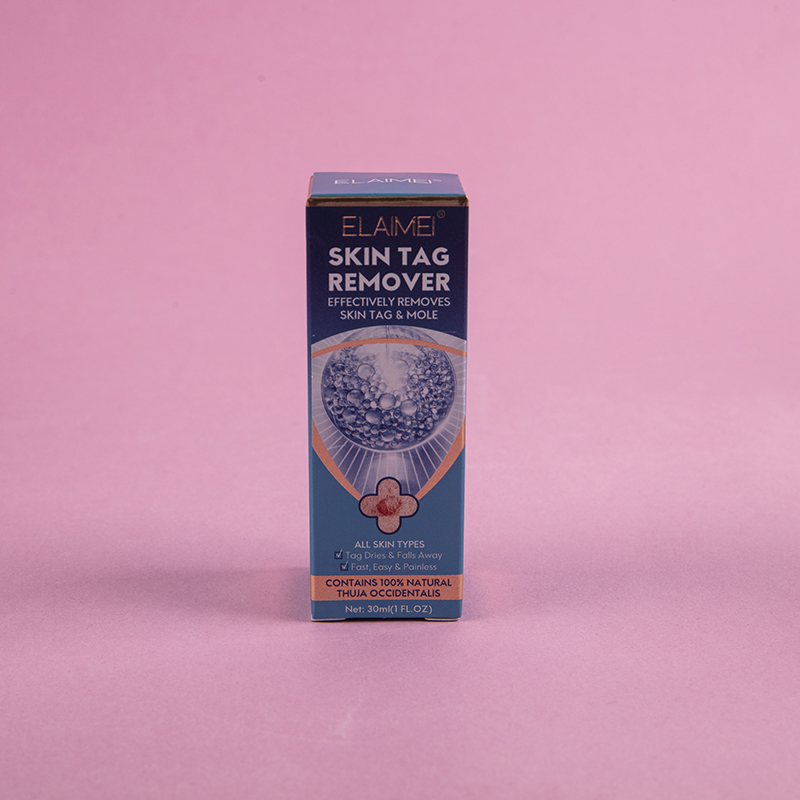 ELAIMEI™
ELAIMEI®
SKIN TAG
REMOVER
EFFECTIVELY REMOVES
SKIN TAG & MOLE
ALL SKIN TYPES
Tag Dries & Falls Away
Fast, Easy & Painless
CONTAINS 100% NATURAL
THUJA OCCIDENTALIS
Net: 30ml(1 FL.OZ)